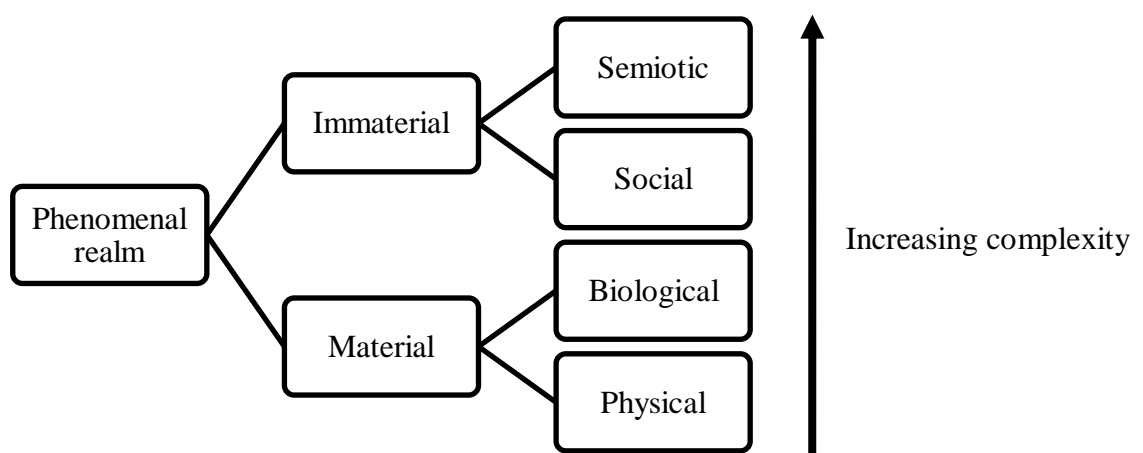 Semiotic
Immaterial
Social
Phenomenal
realm
Increasing complexity
Biological
Material
Physical